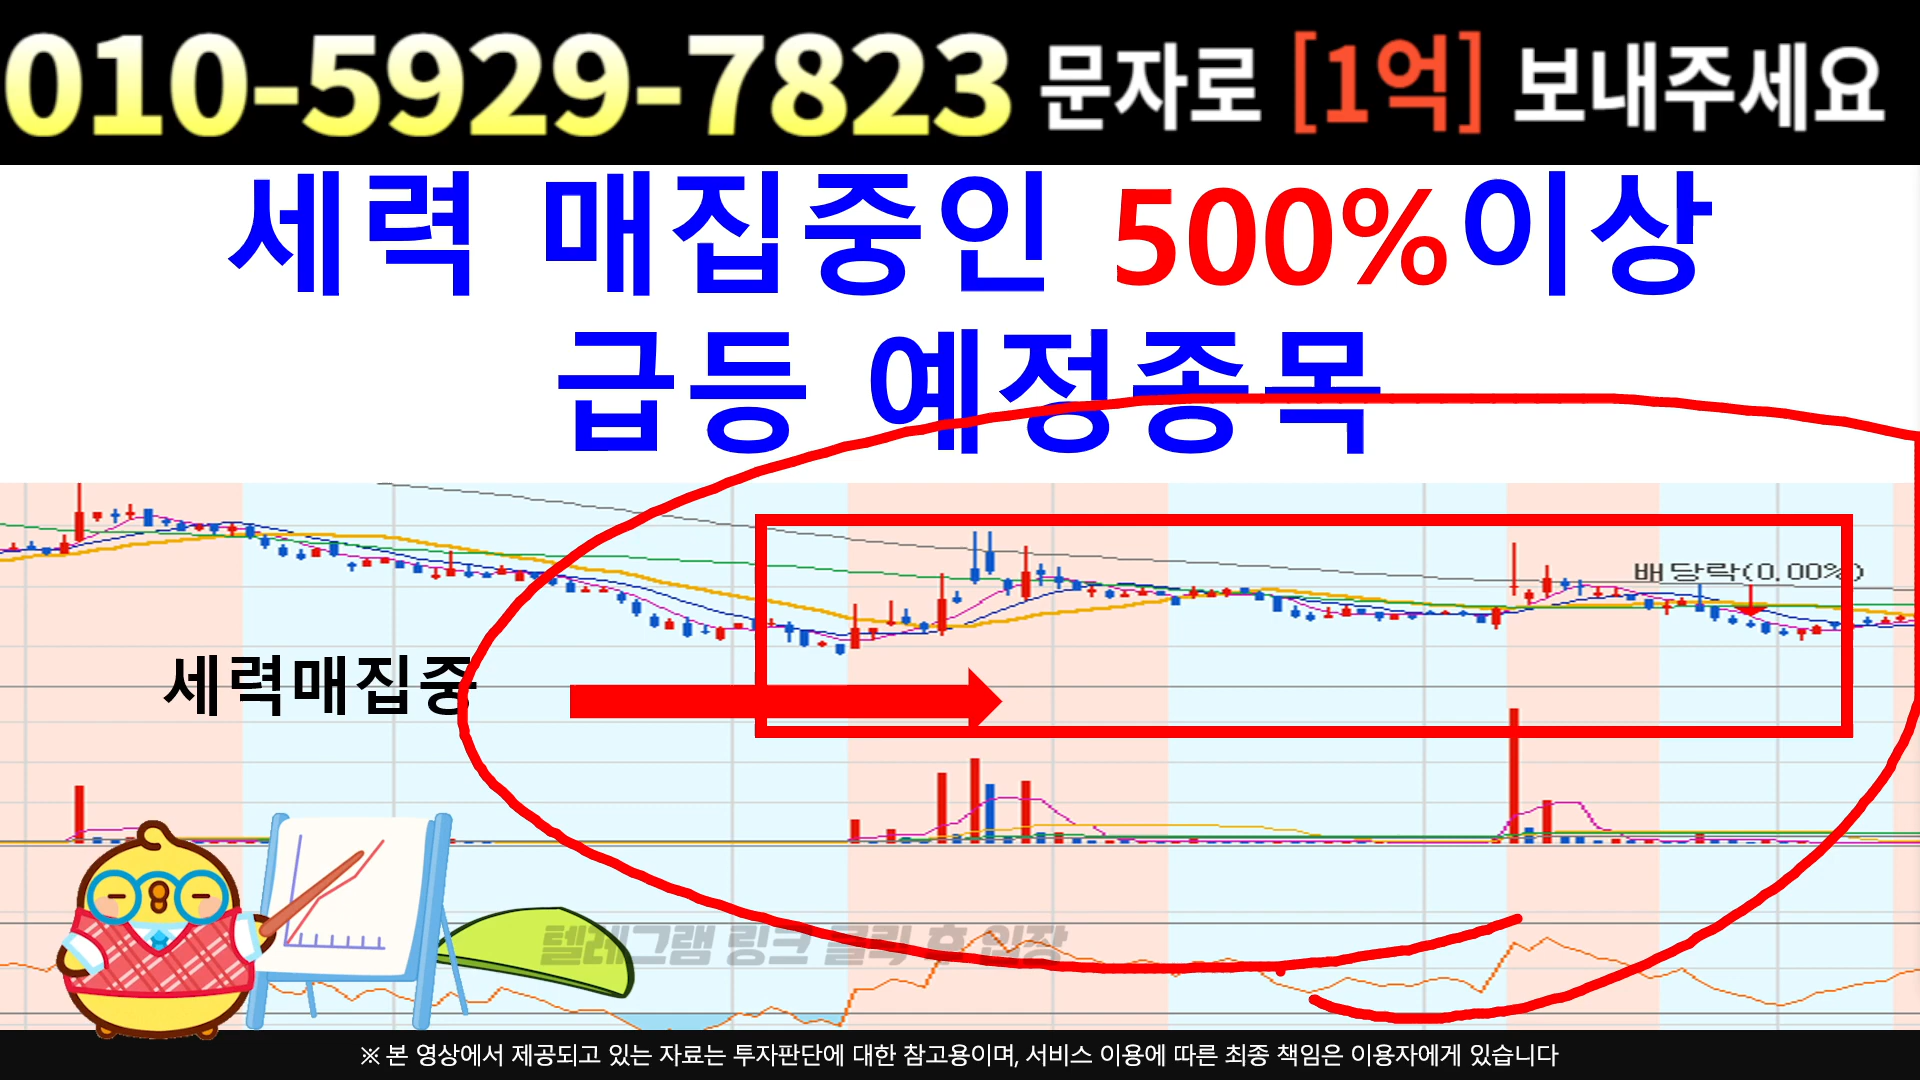 010-5929-7823 문자로 [1억] 보내주세요
세력 매집중인 500%이상
급등 예정종목
배당락(0.00%)
세력매집중
텔레그램 링크 클릭 후 입장
※ 본 영상에서 제공되고 있는 자료는 투자판단에 대한 참고용이며, 서비스 이용에 따른 최종 책임은 이용자에게 있습니다